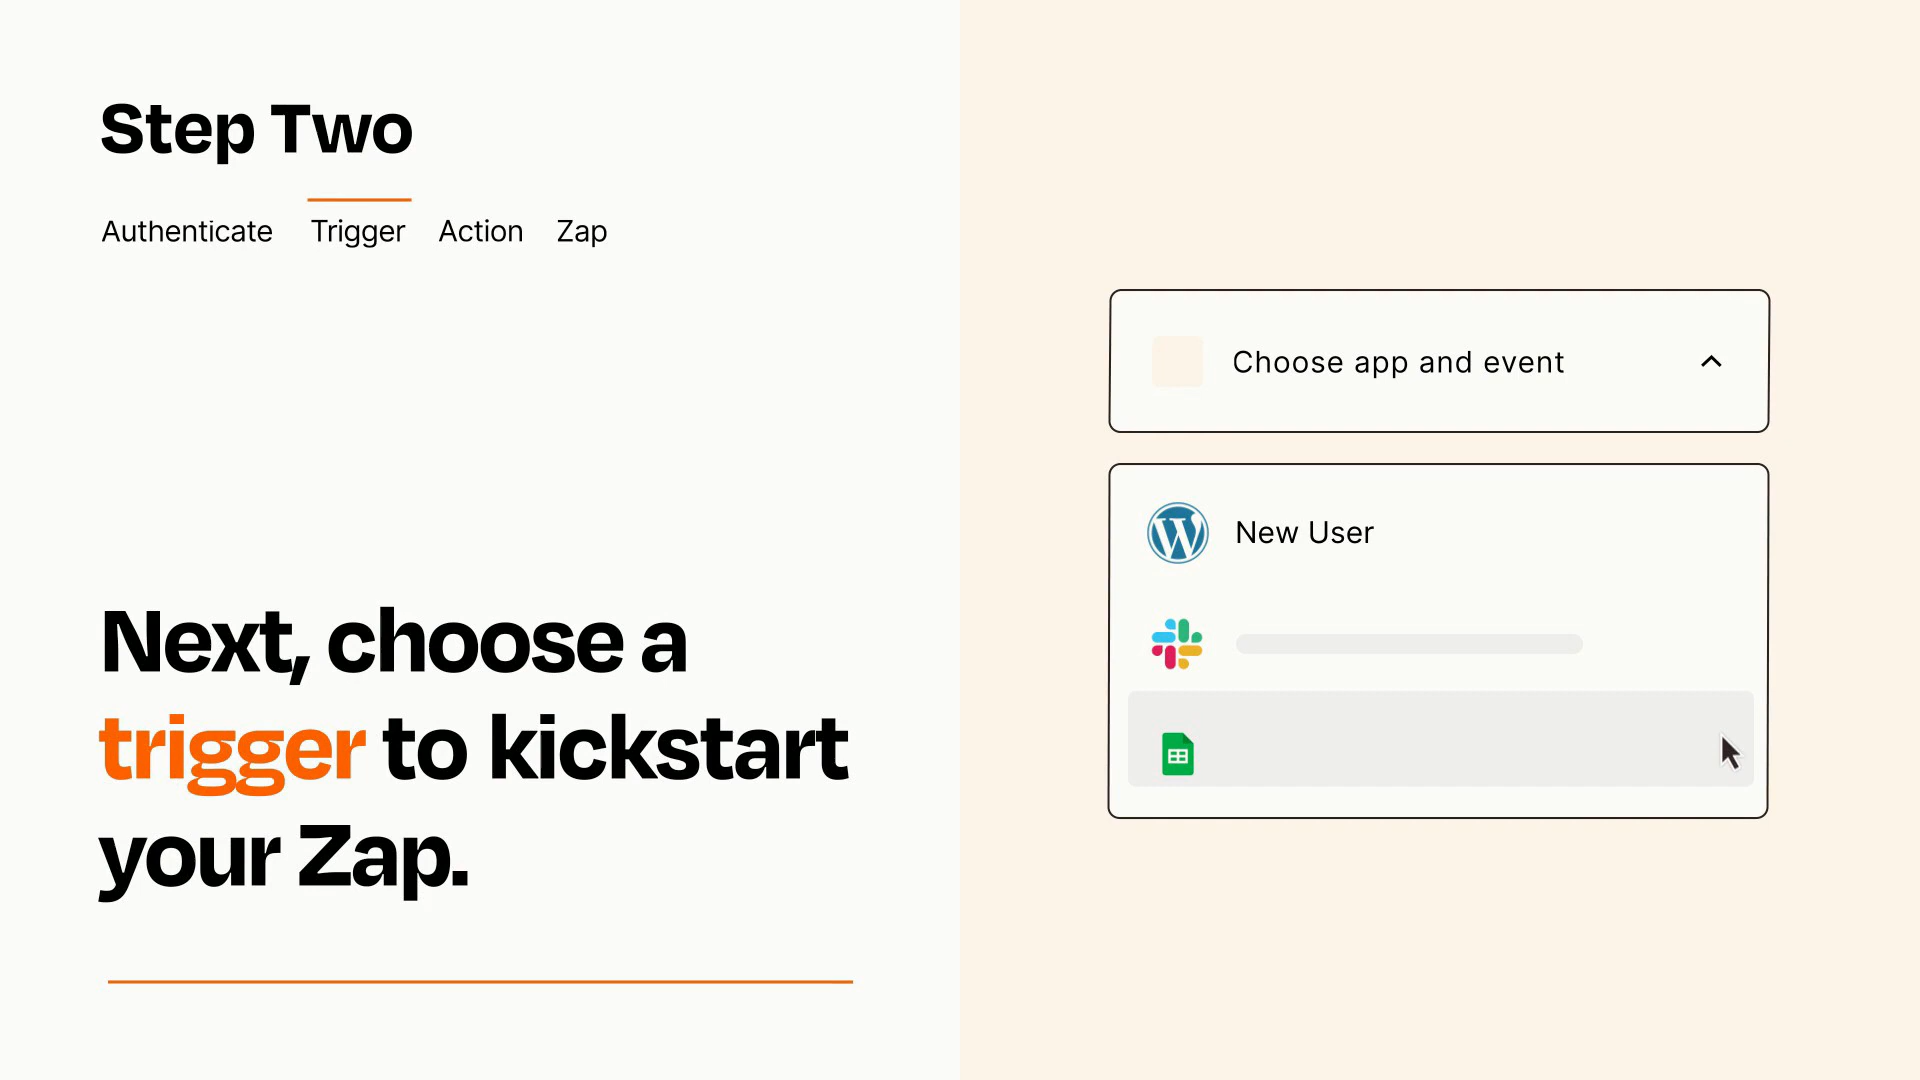 Step Two
Authenticate Trigger Action Zap
Next, choose a
trigger to kickstart
your Zap.
Choose app and event
New User